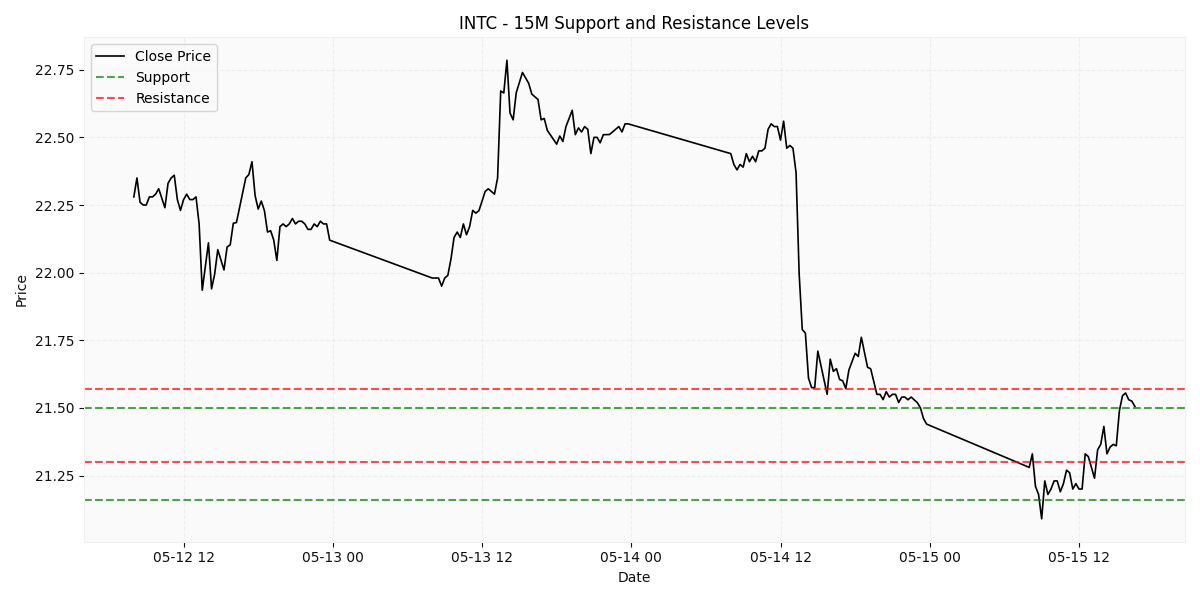 INTC - 15M Support and Resistance Levels
Close Price
Support
Resistance
Price
22.75
22.50
22.25
22.00
21.75
21.50
21.25
05-12 12
05-13 00
05-13 12
05-14 00
05-14 12
05-15 00
05-15 12
Date